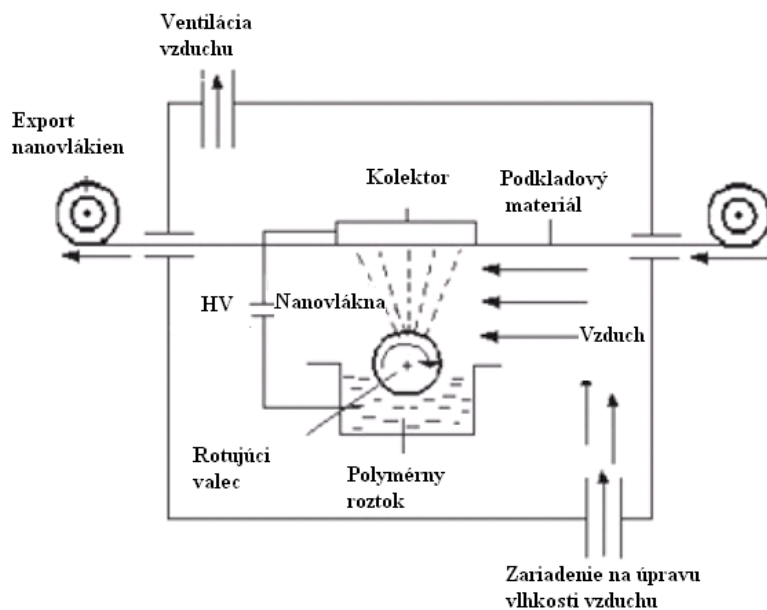 Ventilácia
vzduchu
Export
nanovlákien
Kolektor
Podkladový
materiál
HV
Nanovlákna
Vzduch
Rotujúci
valec
Polymérny
roztok
Zariadenie na úpravu
vlhkosti vzduchu